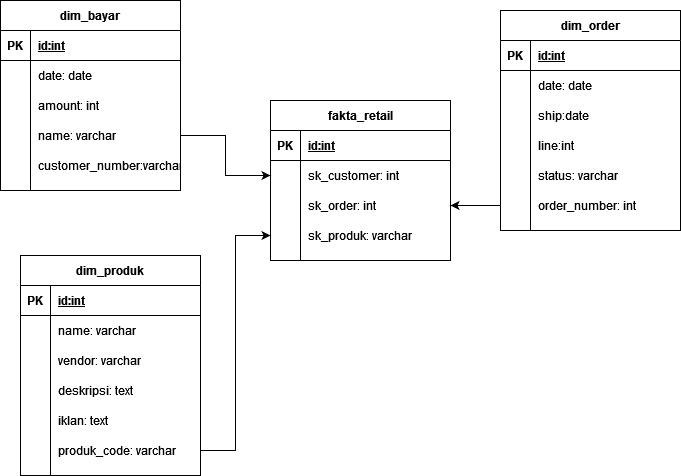 dim_bayar
PK id:int
date: date
amount: int
name: varchar
customer_number:varchar
dim_order
PK id:int
date: date
ship:date
line:int
status: varchar
order_number: int
fakta_retail
PK id:int
sk_customer: int
sk_order: int
sk_produk: varchar
dim_produk
PK id:int
name: varchar
vendor: varchar
deskripsi: text
iklan: text
produk_code: varchar